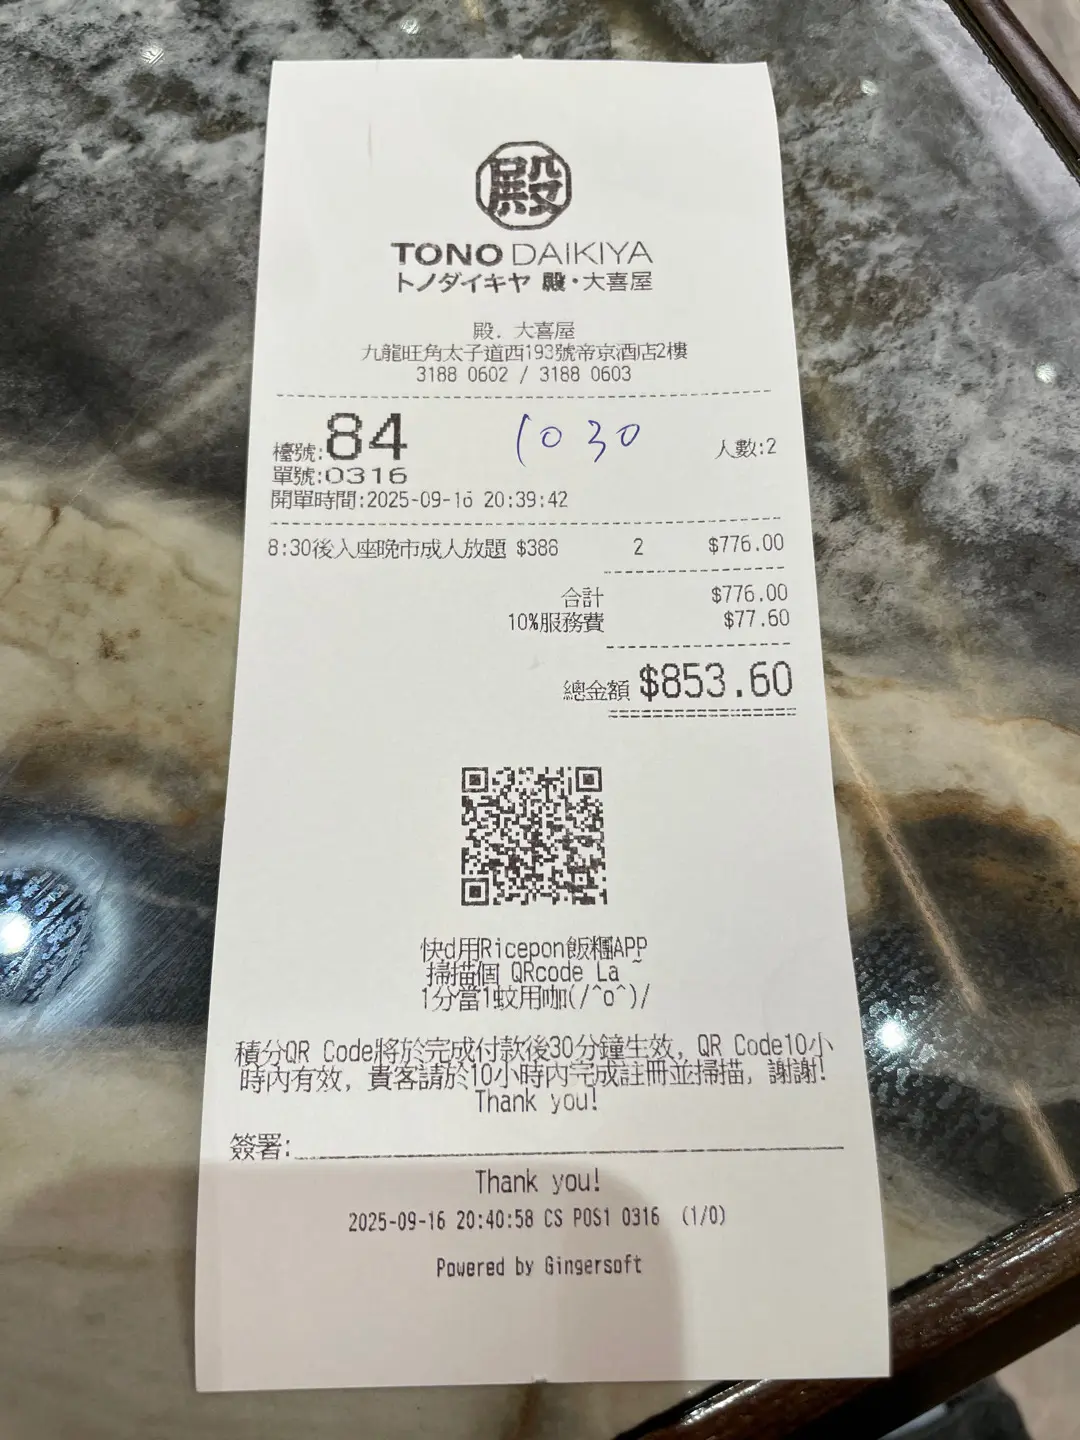 殿
TONO DAIKIYA
トノダイキヤ 殿・大喜屋
殿．大喜屋
九龍旺角太子道西193號帝京酒店2樓
3188 0602 / 3188 0603
檯號:84
1030
人數:2
單號:0316
開單時間:2025-09-16 20:39:42
8:30後入座晚市成人放題 $388 2 $776.00
合計 $776.00
10%服務費 $77.60
總金額 $853.60
快d用Ricepon飯糰APP
掃描個 QRcode La ~
1分當1蚊用咖(/^o^)/
積分QR Code將於完成付款後30分鐘生效, QR Code10小
時內有效, 貴客請於10小時內完成註冊並掃描, 謝謝!
Thank you!
簽署:
Thank you!
2025-09-16 20:40:58 CS POS1 0316 (1/0)
Powered by Gingersoft